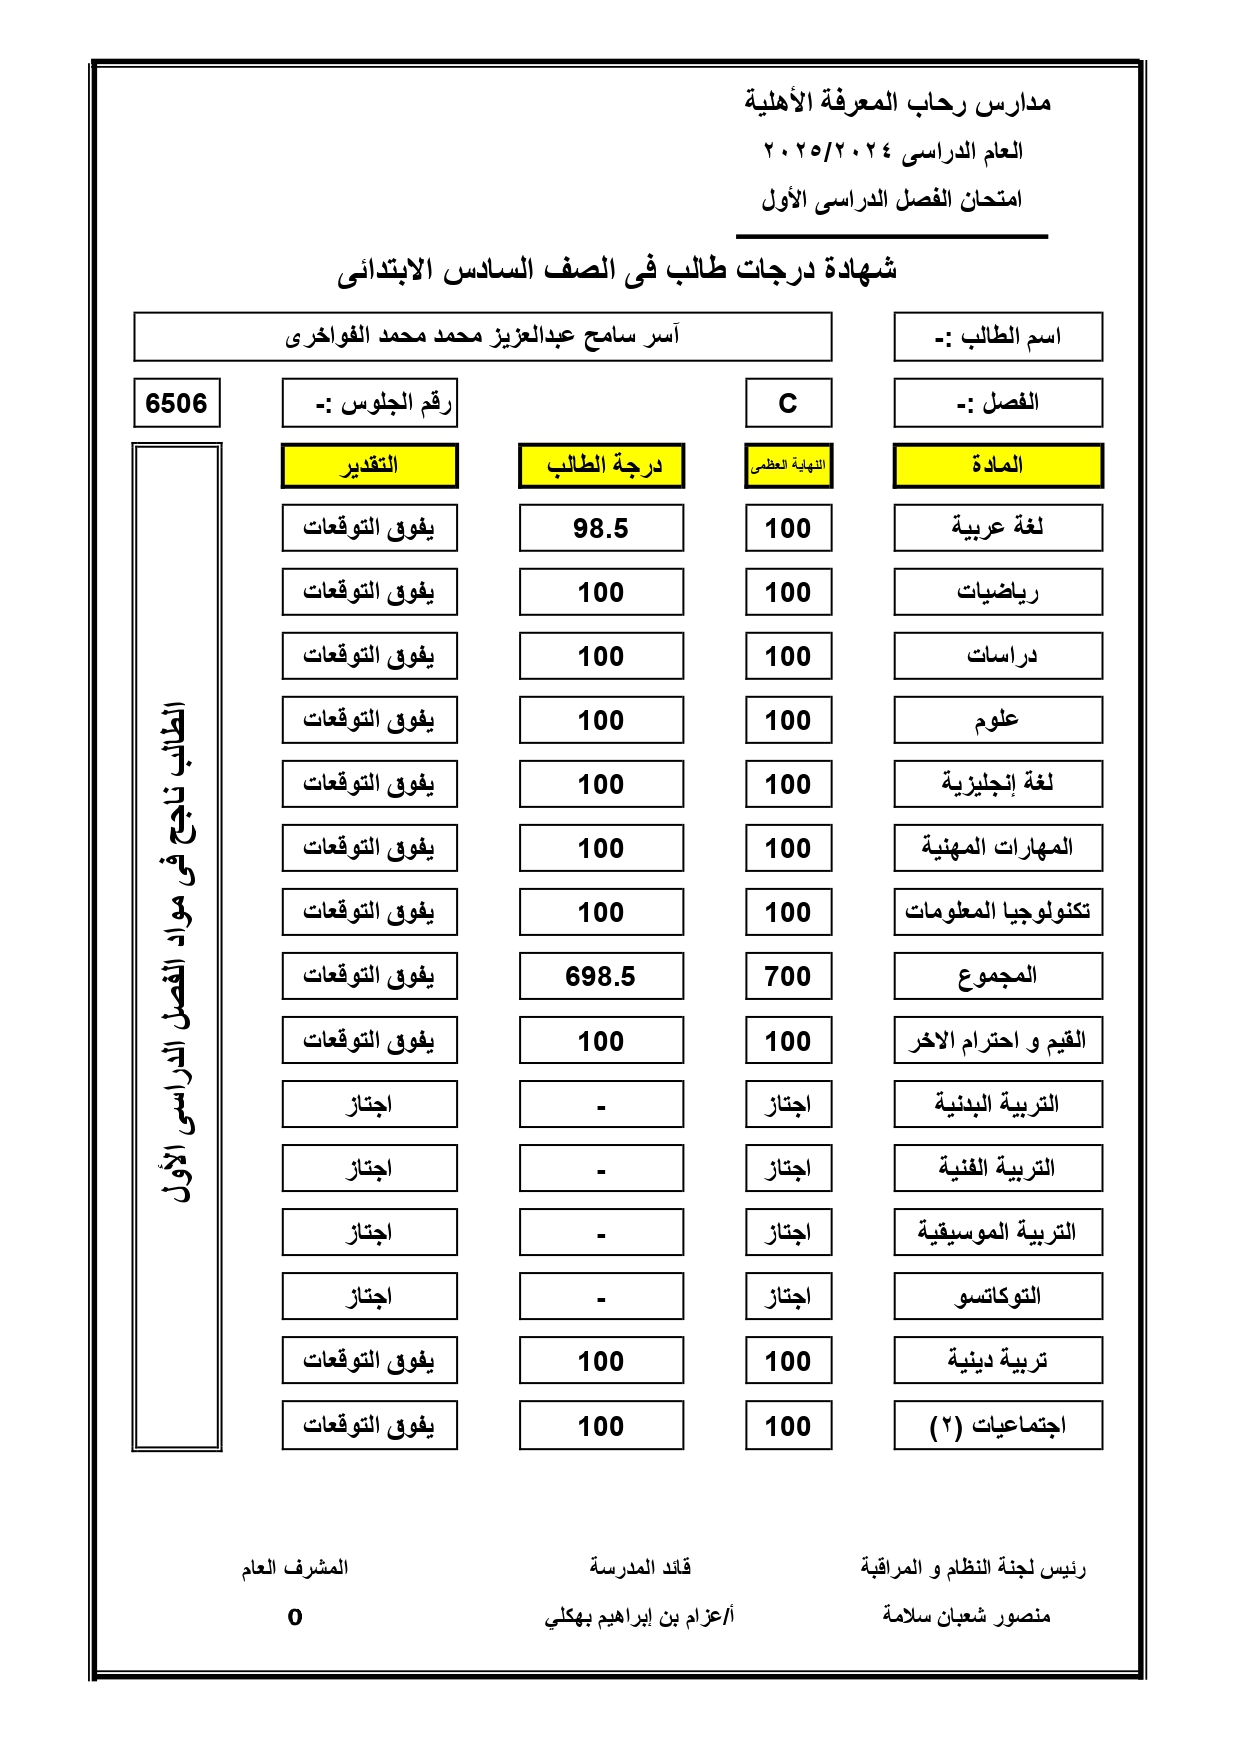 مدارس رحاب المعرفة الأهلية
العام الدراسى ٢٠٢٥/٢٠٢٤
امتحان الفصل الدراسى الأول
شهادة درجات طالب فى الصف السادس الابتدائى
اسم الطالب :- آسر سامح عبدالعزيز محمد محمد الفواخرى
الفصل :- C رقم الجلوس :- 6506
المادة النهاية العظمى درجة الطالب التقدير
لغة عربية 100 98.5 يفوق التوقعات
رياضيات 100 100 يفوق التوقعات
دراسات 100 100 يفوق التوقعات
علوم 100 100 يفوق التوقعات
لغة إنجليزية 100 100 يفوق التوقعات
المهارات المهنية 100 100 يفوق التوقعات
تكنولوجيا المعلومات 100 100 يفوق التوقعات
المجموع 700 698.5 يفوق التوقعات
القيم و احترام الاخر 100 100 يفوق التوقعات
التربية البدنية اجتاز - اجتاز
التربية الفنية اجتاز - اجتاز
التربية الموسيقية اجتاز - اجتاز
التوكاتسو اجتاز - اجتاز
تربية دينية 100 100 يفوق التوقعات
اجتماعيات (٢) 100 100 يفوق التوقعات
الطالب ناجح فى مواد الفصل الدراسى الأول
رئيس لجنة النظام و المراقبة قائد المدرسة المشرف العام
منصور شعبان سلامة أ/عزام بن إبراهيم بهكلي 0